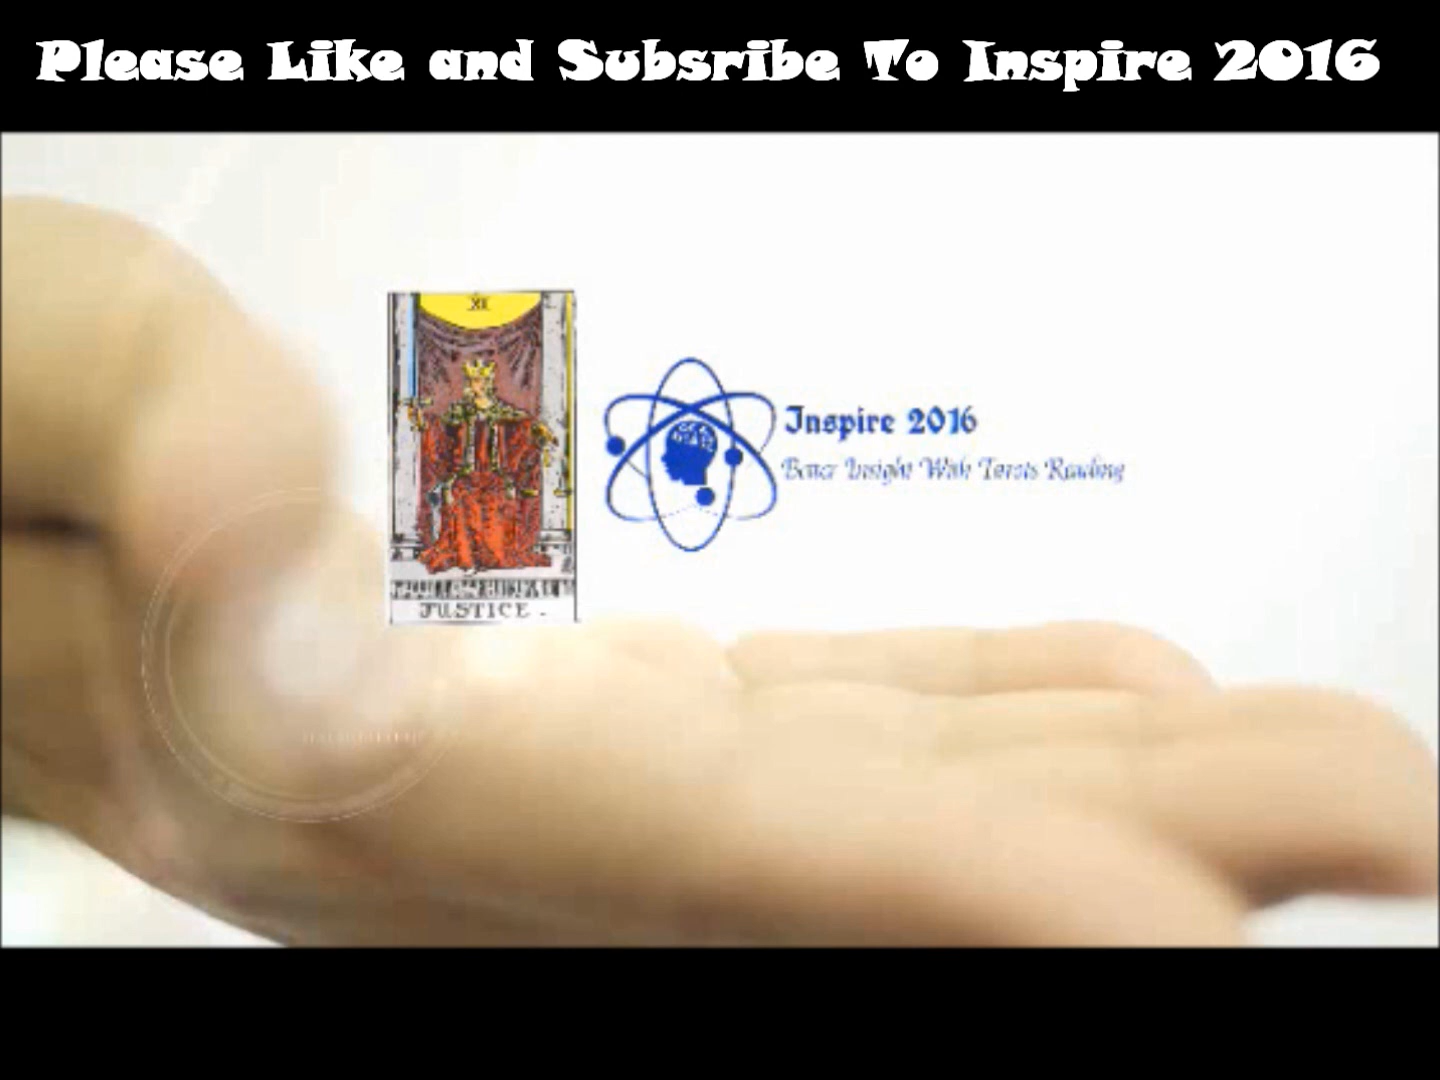 Please Like and Subsribe To Inspire 2016
XI
JUSTICE.
Inspire 2016
Better Insight With Tarots Reading